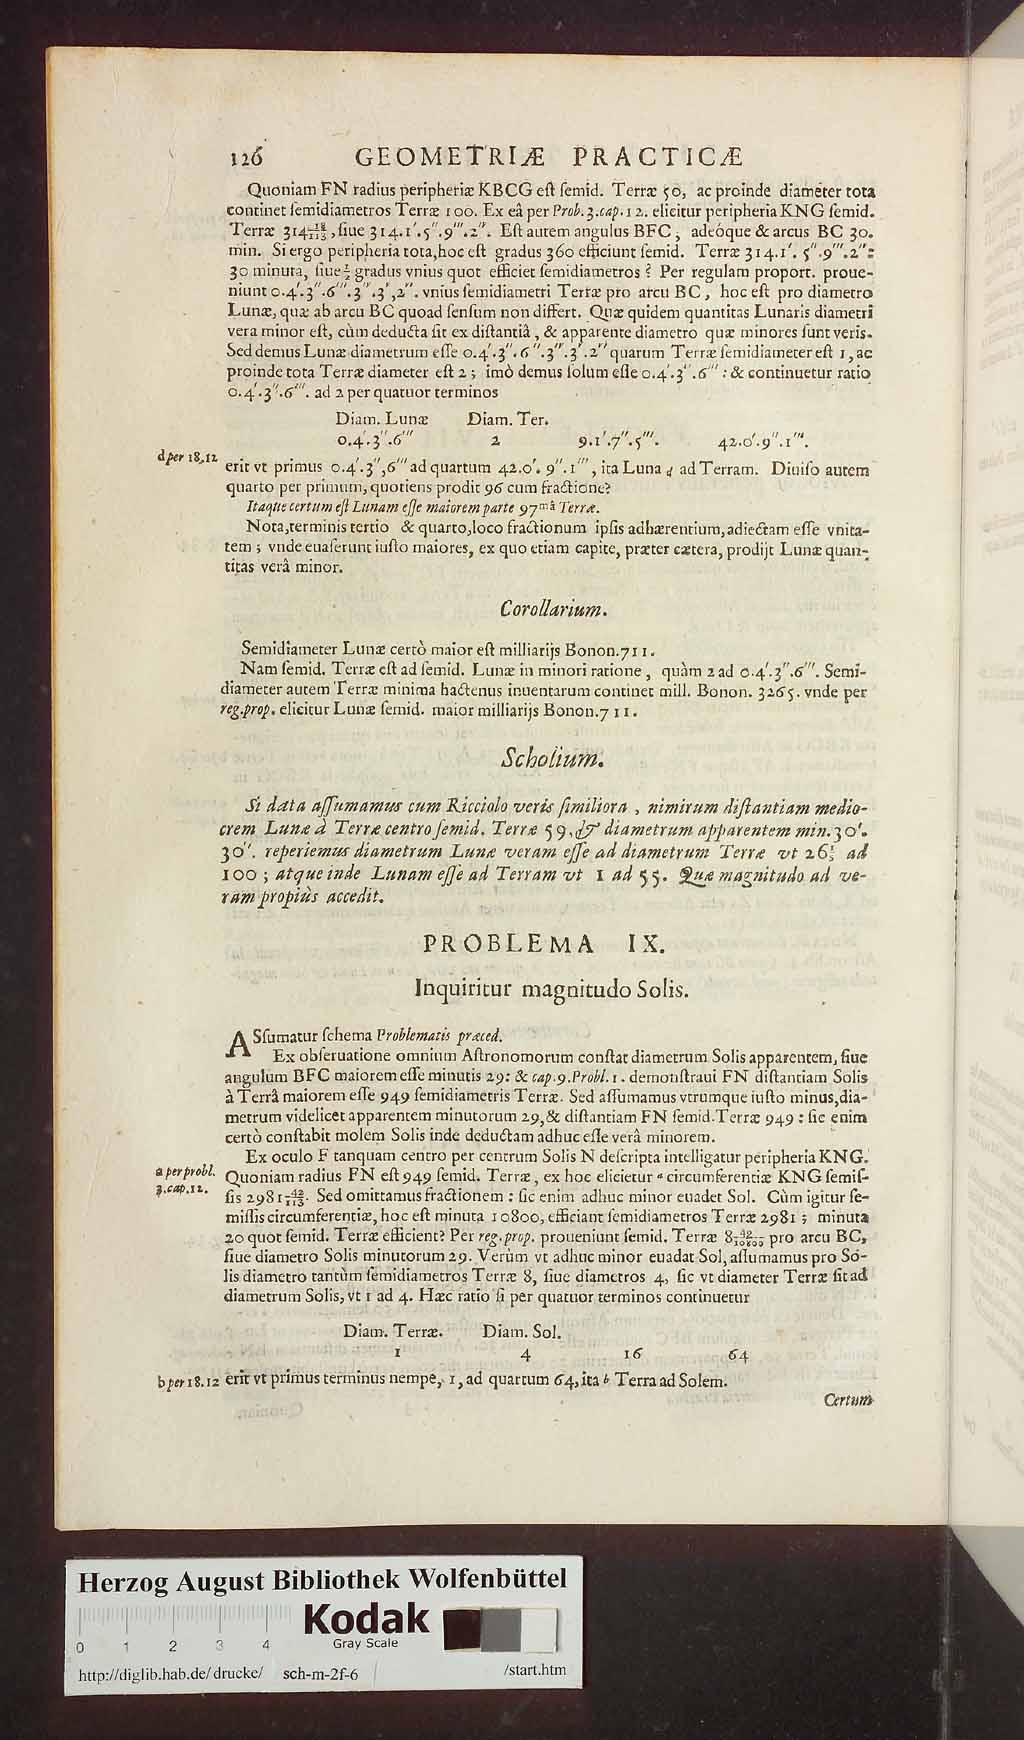 126 GEOMETRIÆ PRACTICÆ
Quoniam FN radius peripheriæ KBCG eſt ſemid. Terræ 50, ac proinde diameter tota
continet ſemidiametros Terræ 100. Ex eâ per Prob. 3. cap. 12. elicitur peripheria KNG ſemid.
Terræ 314 18/113, ſiue 314.1'.5''.9'''.2''. Eſt autem angulus BFC, adeóque & arcus BC 30.
min. Si ergo peripheria tota, hoc eſt gradus 360 efficiunt ſemid. Terræ 314.1'. 5''.9'''.2'':
30 minuta, ſiue ½ gradus vnius quot efficiet ſemidiametros? Per regulam proport. proue-
niunt 0.4'.3''.6'''.3''.3',2''. vnius ſemidiametri Terræ pro arcu BC, hoc eſt pro diametro
Lunæ, quæ ab arcu BC quoad ſenſum non differt. Quæ quidem quantitas Lunaris diametri
vera minor eſt, cùm deducta ſit ex diſtantiâ, & apparente diametro quæ minores ſunt veris.
Sed demus Lunæ diametrum eſſe 0.4'.3''.6'''.3''.3'.2'' quarum Terræ ſemidiameter eſt 1, ac
proinde tota Terræ diameter eſt 2; imò demus ſolum eſſe 0.4'.3''.6''' : & continuetur ratio
0.4'.3''.6'''. ad 2 per quatuor terminos
Diam. Lunæ Diam. Ter.
0.4'.3''.6''' 2 9.1'.7''.5'''. 42.0'.9''.1'''.
d per 18.12
erit vt primus 0.4'.3'',6''' ad quartum 42.0'. 9''.1''', ita Luna d ad Terram. Diuiſo autem
quarto per primum, quotiens prodit 96 cum fractione?
Itaque certum eſt Lunam eſſe maiorem parte 97mâ Terræ.
Nota, terminis tertio & quarto, loco fractionum ipſis adhærentium, adiectam eſſe vnita-
tem; vnde euaſerunt iuſto maiores, ex quo etiam capite, præter cætera, prodijt Lunæ quan-
titas verâ minor.
Corollarium.
Semidiameter Lunæ certò maior eſt milliarijs Bonon. 711.
Nam ſemid. Terræ eſt ad ſemid. Lunæ in minori ratione, quàm 2 ad 0.4'.3''.6'''. Semi-
diameter autem Terræ minima hactenus inuentarum continet mill. Bonon. 3265. vnde per
reg. prop. elicitur Lunæ ſemid. maior milliarijs Bonon. 711.
Scholium.
Si data aſſumamus cum Ricciolo veris ſimiliora, nimirum diſtantiam medio-
crem Lunæ à Terræ centro ſemid. Terræ 59, & diametrum apparentem min. 30'.
30''. reperiemus diametrum Lunæ veram eſſe ad diametrum Terræ vt 26⅓ ad
100; atque inde Lunam eſſe ad Terram vt 1 ad 55. Quæ magnitudo ad ve-
ram propiùs accedit.
PROBLEMA IX.
Inquiritur magnitudo Solis.
ASſumatur ſchema Problematis præced.
Ex obſeruatione omnium Aſtronomorum conſtat diametrum Solis apparentem, ſiue
angulum BFC maiorem eſſe minutis 29: & cap. 9. Probl. 1. demonſtraui FN diſtantiam Solis
à Terrâ maiorem eſſe 949 ſemidiametris Terræ. Sed aſſumamus vtrumque iuſto minus, dia-
metrum videlicet apparentem minutorum 29, & diſtantiam FN ſemid. Terræ 949: ſic enim
certò conſtabit molem Solis inde deductam adhuc eſſe verâ minorem.
Ex oculo F tanquam centro per centrum Solis N deſcripta intelligatur peripheria KNG.
a per probl.
3. cap. 12.
Quoniam radius FN eſt 949 ſemid. Terræ, ex hoc elicietur a circumferentiæ KNG ſemiſ-
ſis 2981 42/113. Sed omittamus fractionem: ſic enim adhuc minor euadet Sol. Cùm igitur ſe-
miſſis circumferentiæ, hoc eſt minuta 10800, efficiant ſemidiametros Terræ 2981; minuta
20 quot ſemid. Terræ efficient? Per reg. prop. proueniunt ſemid. Terræ 8 42/10800 pro arcu BC,
ſiue diametro Solis minutorum 29. Verùm vt adhuc minor euadat Sol, aſſumamus pro So-
lis diametro tantùm ſemidiametros Terræ 8, ſiue diametros 4, ſic vt diameter Terræ ſit ad
diametrum Solis, vt 1 ad 4. Hæc ratio ſi per quatuor terminos continuetur
Diam. Terræ. Diam. Sol.
1 4 16 64
b per 18.12
erit vt primus terminus nempe, 1, ad quartum 64, ita b Terra ad Solem.
Certum
Herzog August Bibliothek Wolfenbüttel
Kodak
Gray Scale
0 1 2 3 4
http://diglib.hab.de/drucke/ sch-m-2f-6 /start.htm